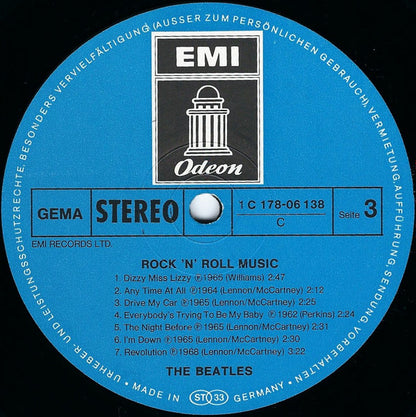 URHEBER- UND LEISTUNGSSCHUTZRECHTE, BESONDERS VERVIELFÄLTIGUNG (AUSSER ZUM PERSÖNLICHEN GEBRAUCH), VERMIETUNG, AUFFÜHRUNG, SENDUNG, VORBEHALTEN
EMI
Odeon
GEMA
STEREO
1 C 178-06 138
C
Seite 3
EMI RECORDS LTD.
ROCK 'N' ROLL MUSIC
1. Dizzy Miss Lizzy ℗ 1965 (Williams) 2:47
2. Any Time At All ℗ 1964 (Lennon/McCartney) 2:12
3. Drive My Car ℗ 1965 (Lennon/McCartney) 2:25
4. Everybody's Trying To Be My Baby ℗ 1962 (Perkins) 2:24
5. The Night Before ℗ 1965 (Lennon/McCartney) 2:31
6. I'm Down ℗ 1965 (Lennon/McCartney) 2:30
7. Revolution ℗ 1968 (Lennon/McCartney) 3:22
THE BEATLES
• MADE IN ST 33 GERMANY •